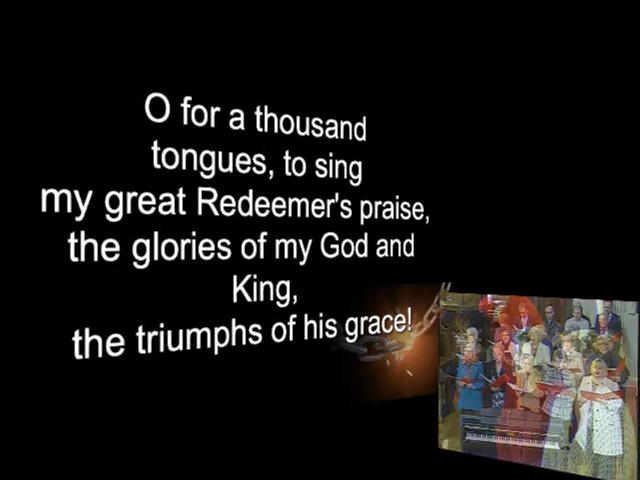 O for a thousand
tongues, to sing
my great Redeemer's praise,
the glories of my God and
King,
the triumphs of his grace!